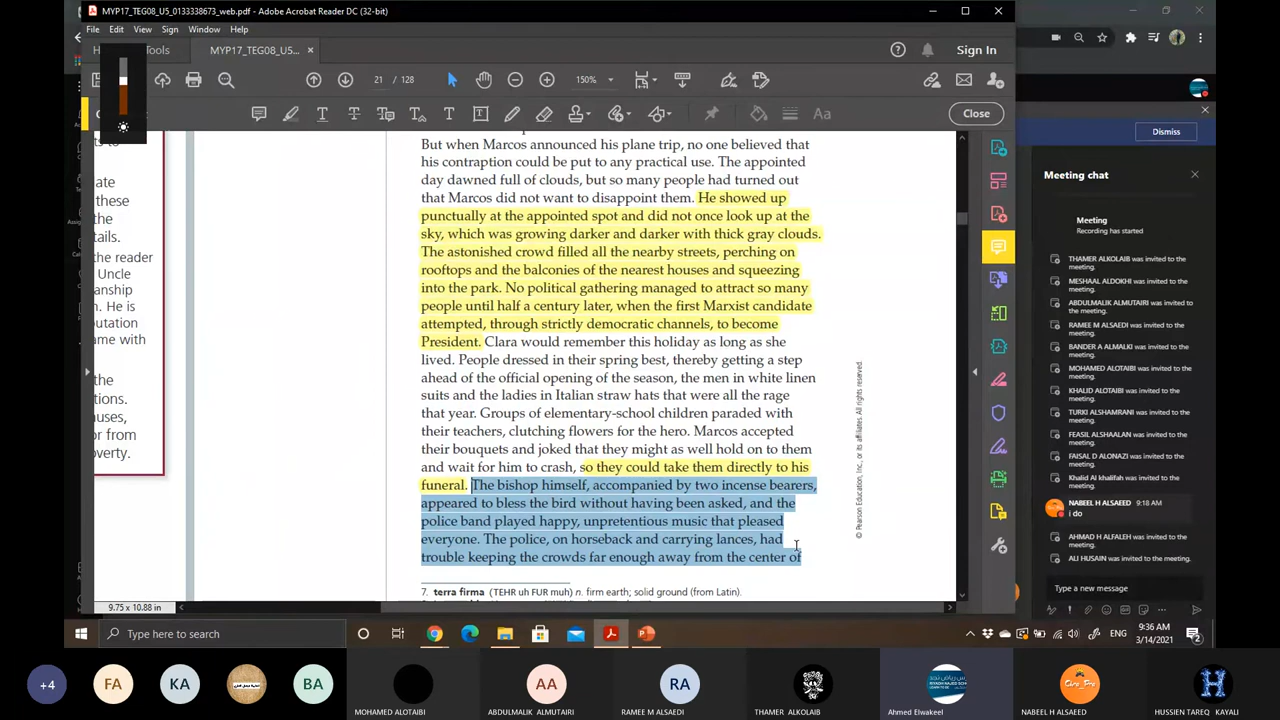 MYP17_TEG08_U5_0133338673_web.pdf - Adobe Acrobat Reader DC (32-bit)
File Edit View Sign Window Help
Tools
MYP17_TEG08_U5... ×
Sign In
21 / 128
150%
Close
ate
these
the
tails.
the reader
Uncle
anship
n. He is
putation
ame with
the
tions.
auses,
or from
overty.
But when Marcos announced his plane trip, no one believed that
his contraption could be put to any practical use. The appointed
day dawned full of clouds, but so many people had turned out
that Marcos did not want to disappoint them. He showed up
punctually at the appointed spot and did not once look up at the
sky, which was growing darker and darker with thick gray clouds.
The astonished crowd filled all the nearby streets, perching on
rooftops and the balconies of the nearest houses and squeezing
into the park. No political gathering managed to attract so many
people until half a century later, when the first Marxist candidate
attempted, through strictly democratic channels, to become
President. Clara would remember this holiday as long as she
lived. People dressed in their spring best, thereby getting a step
ahead of the official opening of the season, the men in white linen
suits and the ladies in Italian straw hats that were all the rage
that year. Groups of elementary-school children paraded with
their teachers, clutching flowers for the hero. Marcos accepted
their bouquets and joked that they might as well hold on to them
and wait for him to crash, so they could take them directly to his
funeral. The bishop himself, accompanied by two incense bearers,
appeared to bless the bird without having been asked, and the
police band played happy, unpretentious music that pleased
everyone. The police, on horseback and carrying lances, had
trouble keeping the crowds far enough away from the center of
7. terra firma (TEHR uh FUR muh) n. firm earth; solid ground (from Latin).
© Pearson Education, Inc., or its affiliates. All rights reserved.
9.75 x 10.88 in
Dismiss
Meeting chat
Meeting
Recording has started
THAMER ALKOLAIB was invited to the
meeting.
MESHAAL ALDOKHI was invited to the
meeting.
ABDULMALIK ALMUTAIRI was invited to
the meeting.
RAMEE M ALSAEDI was invited to the
meeting.
BANDER A ALMALKI was invited to the
meeting.
MOHAMED ALOTAIBI was invited to the
meeting.
KHALID ALOTAIBI was invited to the
meeting.
TURKI ALSHAMRANI was invited to the
meeting.
FEASIL ALSHAALAN was invited to the
meeting.
FAISAL D ALONAZI was invited to the
meeting.
Khalid Al khalifah was invited to the
meeting.
NABEEL H ALSAEED 9:18 AM
i do
AHMAD H ALFALEH was invited to the
meeting.
ALI HUSAIN was invited to the meeting.
Type a new message
Type here to search
ENG
9:36 AM
3/14/2021
+4
FA
KA
BA
MOHAMED ALOTAIBI
AA
ABDULMALIK ALMUTAIRI
RA
RAMEE M ALSAEDI
THAMER ALKOLAIB
Ahmed Elwakeel
NABEEL H ALSAEED
HUSSIEN TAREQ KAYALI